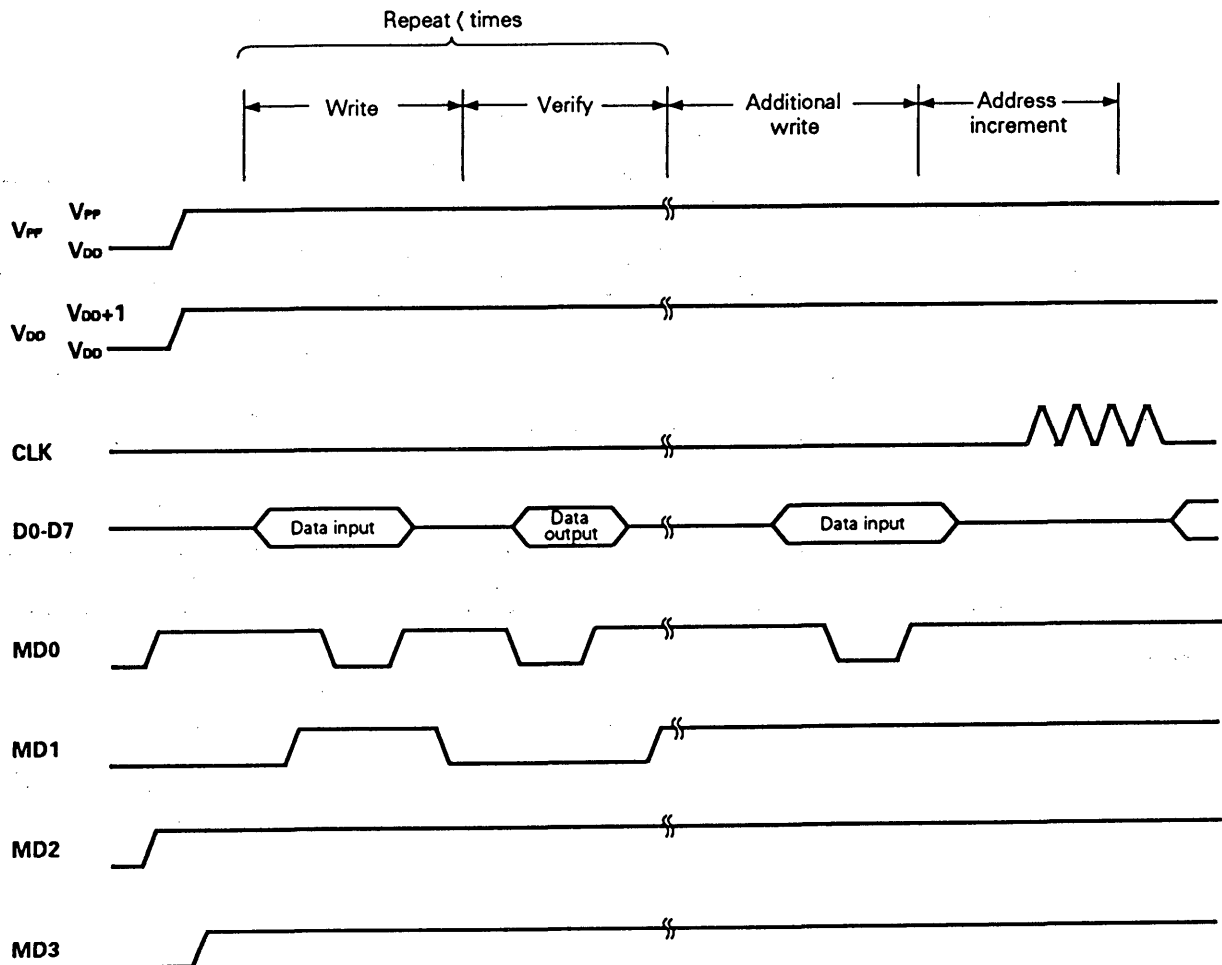 Repeat ( times
Write
Verify
Additional
write
Address
increment
VPP
VPP
VDD
VDD
VDD+1
VDD
CLK
D0-D7
Data input
Data
output
Data input
MD0
MD1
MD2
MD3